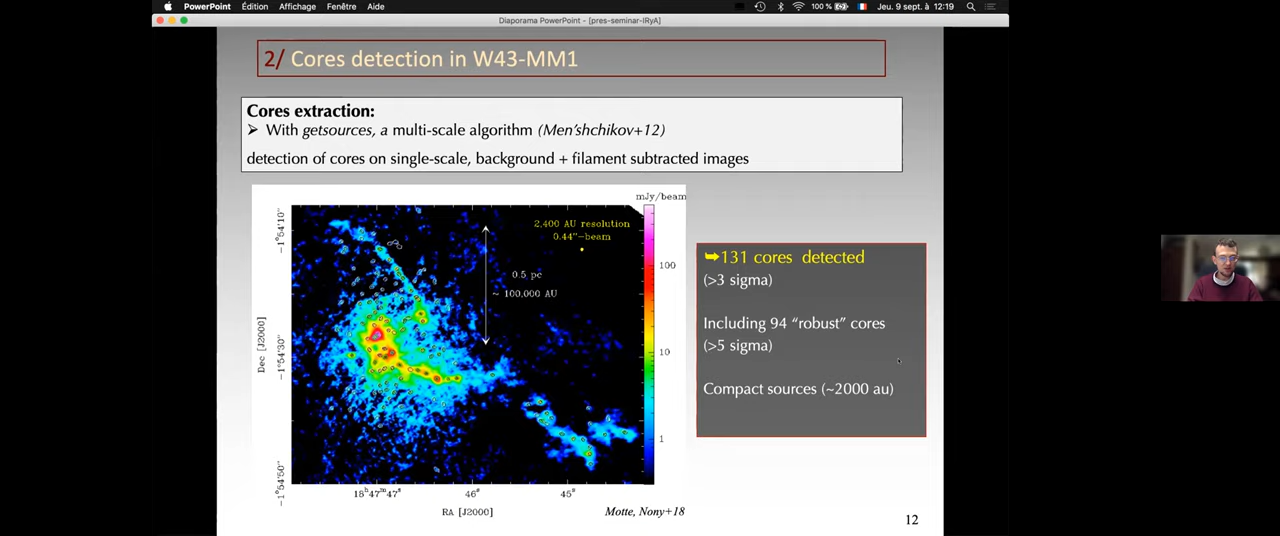 PowerPoint Édition Affichage Fenêtre Aide 100 % Jeu. 9 sept. à 12:19
Diaporama PowerPoint - [pres-seminar-IRyA]
2/ Cores detection in W43-MM1
Cores extraction:
➢ With getsources, a multi-scale algorithm (Men'shchikov+12)
detection of cores on single-scale, background + filament subtracted images
mJy/beam
2,400 AU resolution
0.44"-beam
0.5 pc
~ 100,000 AU
100
10
1
Dec [J2000]
-1°54'10"
-1°54'30"
-1°54'50"
18ʰ47ᵐ47ˢ 46ˢ 45ˢ
RA [J2000]
Motte, Nony+18
➥131 cores detected
(>3 sigma)
Including 94 "robust" cores
(>5 sigma)
Compact sources (~2000 au)
12